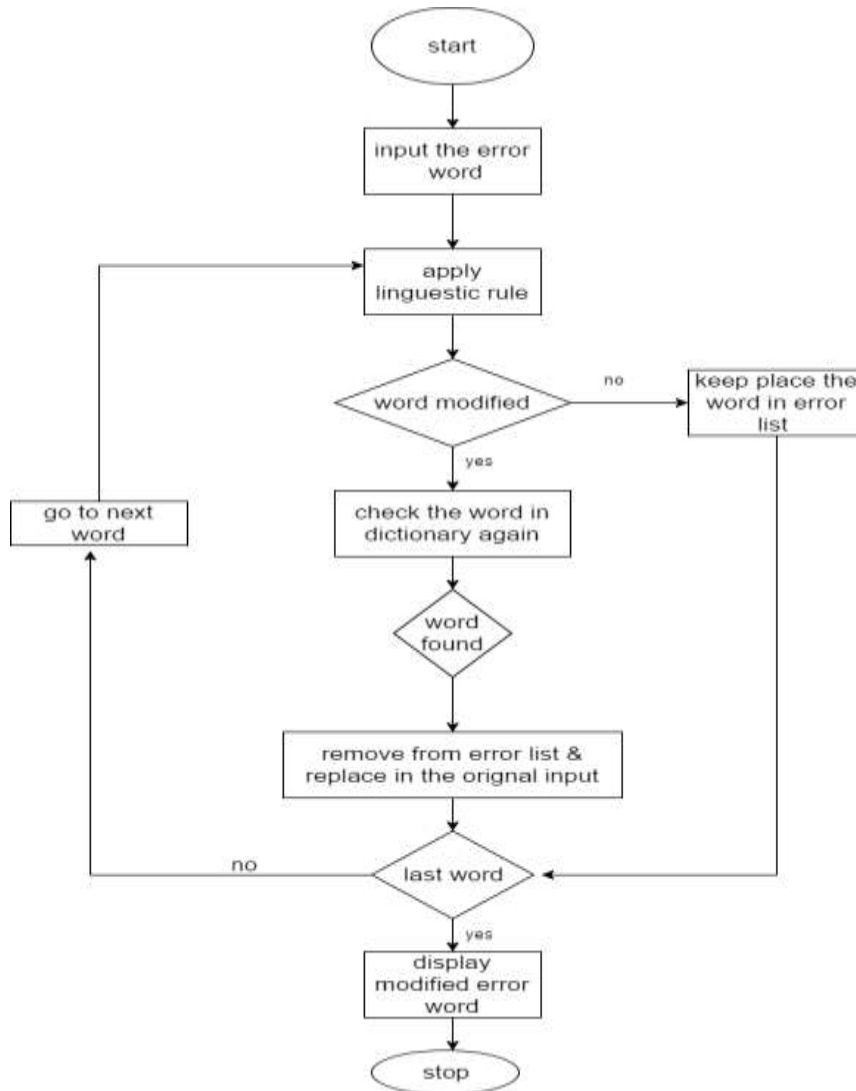 start
input the error
word
apply
linguestic rule
word modified
no
keep place the
word in error
list
yes
go to next
word
check the word in
dictionary again
word
found
remove from error list &
replace in the orignal input
no
last word
yes
display
modified error
word
stop